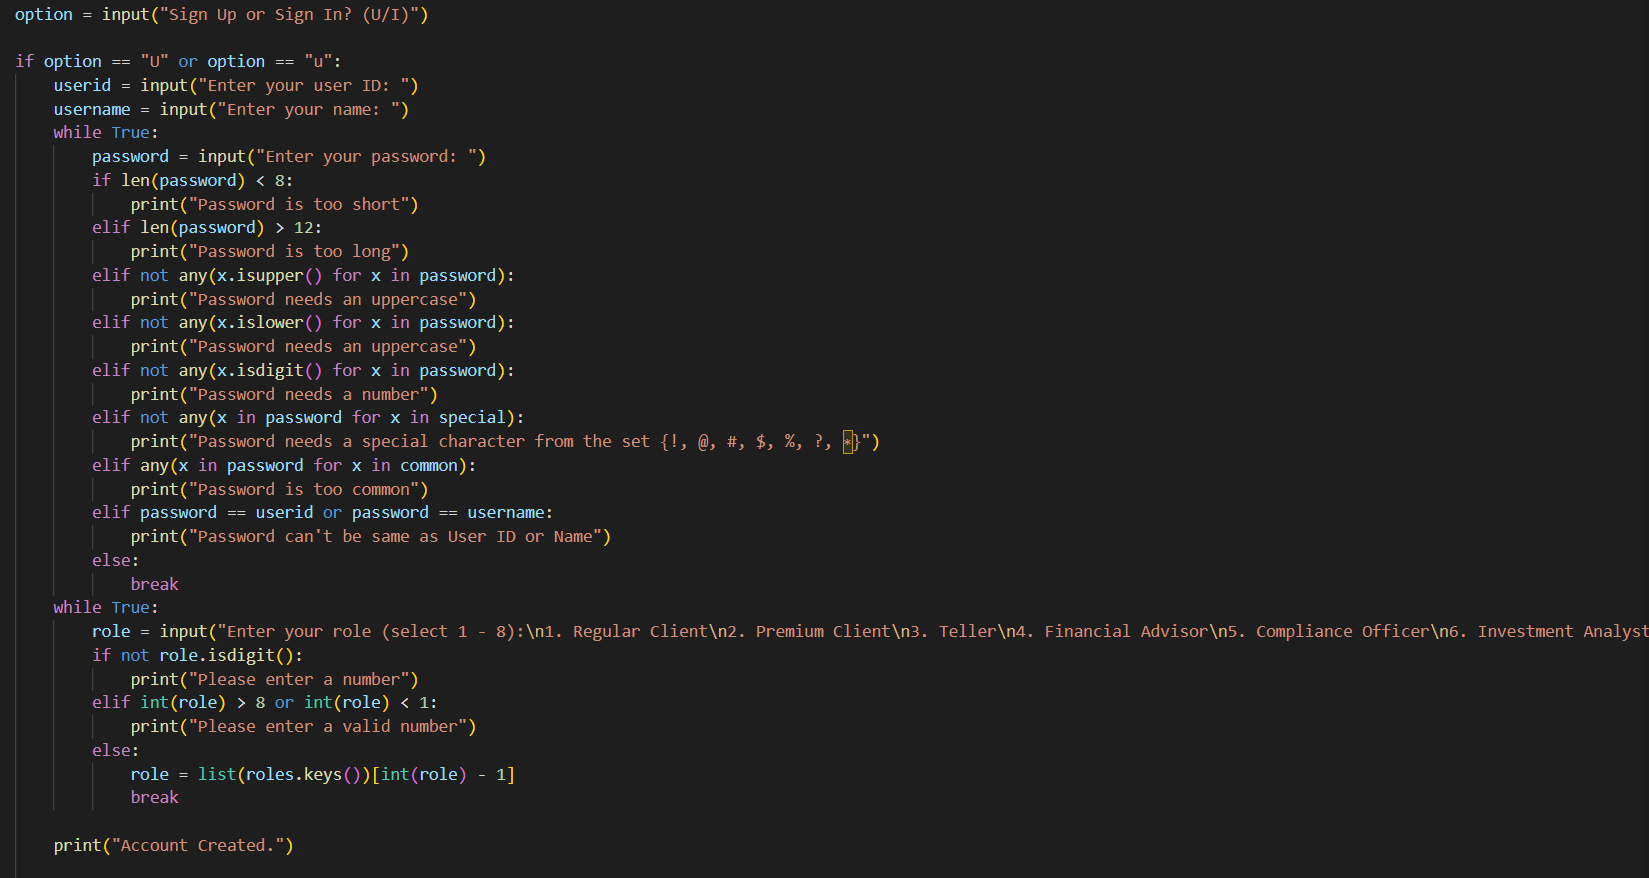 option = input("Sign Up or Sign In? (U/I)")
if option == "U" or option == "u":
    userid = input("Enter your user ID: ")
    username = input("Enter your name: ")
    while True:
        password = input("Enter your password: ")
        if len(password) < 8:
            print("Password is too short")
        elif len(password) > 12:
            print("Password is too long")
        elif not any(x.isupper() for x in password):
            print("Password needs an uppercase")
        elif not any(x.islower() for x in password):
            print("Password needs an uppercase")
        elif not any(x.isdigit() for x in password):
            print("Password needs a number")
        elif not any(x in password for x in special):
            print("Password needs a special character from the set {!, @, #, $, %, ?, *}")
        elif any(x in password for x in common):
            print("Password is too common")
        elif password == userid or password == username:
            print("Password can't be same as User ID or Name")
        else:
            break
    while True:
        role = input("Enter your role (select 1 - 8):\n1. Regular Client\n2. Premium Client\n3. Teller\n4. Financial Advisor\n5. Compliance Officer\n6. Investment Analyst
        if not role.isdigit():
            print("Please enter a number")
        elif int(role) > 8 or int(role) < 1:
            print("Please enter a valid number")
        else:
            role = list(roles.keys())[int(role) - 1]
            break
    print("Account Created.")